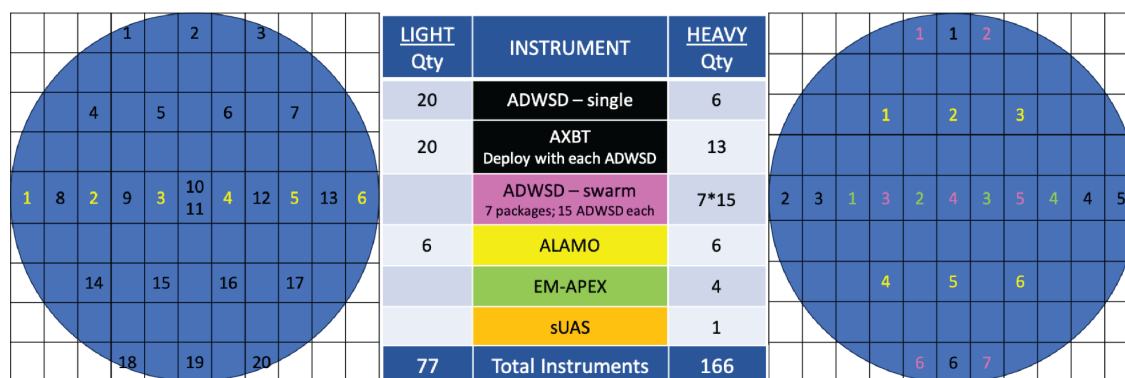 1 2 3
4 5 6 7
1 8 2 9 3 10 4 12 5 13 6
11
14 15 16 17
18 19 20
LIGHT INSTRUMENT HEAVY
Qty Qty
20 ADWSD – single 6
20 AXBT 13
Deploy with each ADWSD
ADWSD – swarm 7*15
7 packages; 15 ADWSD each
6 ALAMO 6
EM-APEX 4
sUAS 1
77 Total Instruments 166
1 1 2
1 2 3
2 3 1 3 2 4 3 5 4 4 5
4 5 6
6 6 7